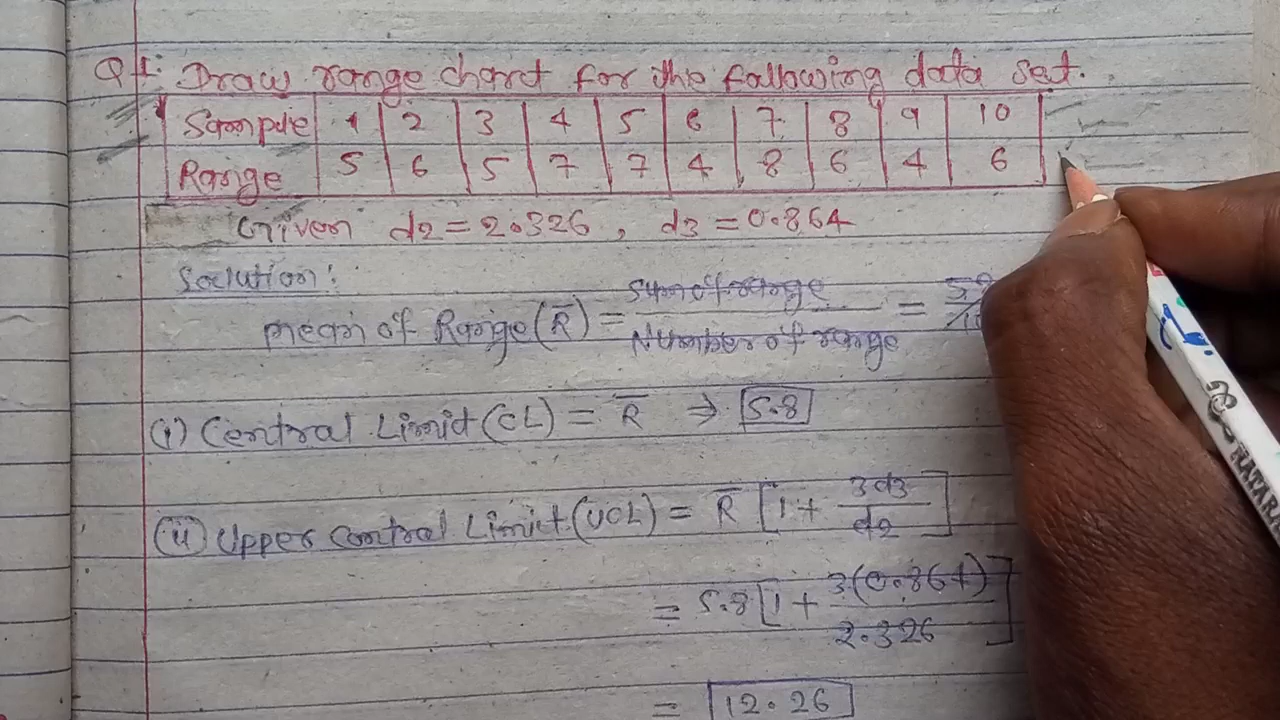 Q1: Draw range chart for the following data set.
Sample 1 2 3 4 5 6 7 8 9 10
Range 5 6 5 7 7 4 8 6 4 6
Given d2 = 2.326, d3 = 0.864
Solution:
mean of Range (R̅) = Sum of range / Number of range = 58/10
(i) Central Limit (CL) = R̅ ⇒ 5.8
(ii) Upper Control Limit (UCL) = R̅ [1 + 3d3/d2]
= 5.8 [1 + 3(0.864)/2.326]
= 12.26
NATARAJ